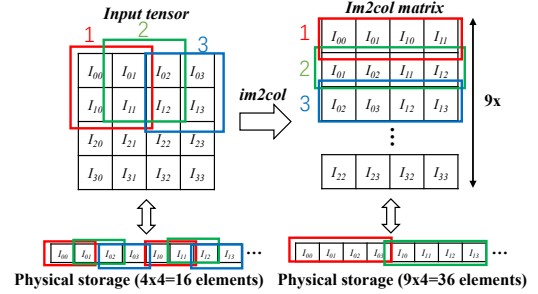 Input tensor
Im2col matrix
1
2
3
I00 I01 I02 I03
I10 I11 I12 I13
I20 I21 I22 I23
I30 I31 I32 I33
im2col
1
2
3
I00 I01 I10 I11
I01 I02 I11 I12
I02 I03 I12 I13
⋮
I22 I23 I32 I33
9x
I00 I01 I02 I03 I10 I11 I12 I13 ...
I00 I01 I02 I03 I10 I11 I12 I13 ...
Physical storage (4x4=16 elements)
Physical storage (9x4=36 elements)